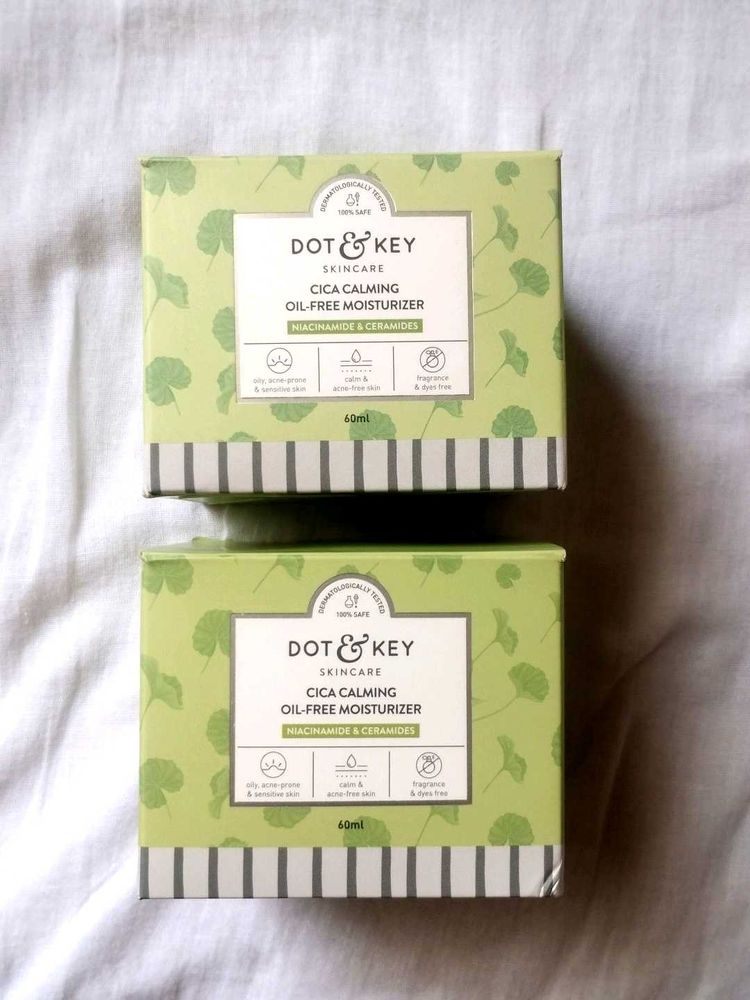 DERMATOLOGICALLY TESTED
100% SAFE
DOT & KEY
SKINCARE
CICA CALMING
OIL-FREE MOISTURIZER
NIACINAMIDE & CERAMIDES
oily, acne-prone
& sensitive skin
calm &
acne-free skin
fragrance
& dyes free
60ml
DERMATOLOGICALLY TESTED
100% SAFE
DOT & KEY
SKINCARE
CICA CALMING
OIL-FREE MOISTURIZER
NIACINAMIDE & CERAMIDES
oily, acne-prone
& sensitive skin
calm &
acne-free skin
fragrance
& dyes free
60ml